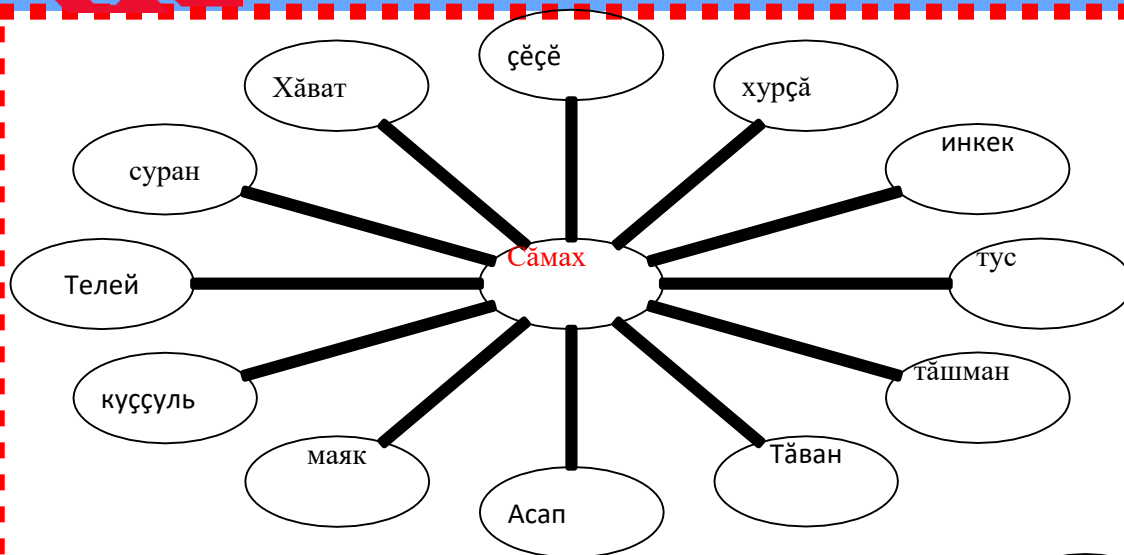 çĕçĕ
Хăват
хурçă
инкек
суран
Сăмах
тус
Телей
тăшман
куççуль
маяк
Тăван
Асап